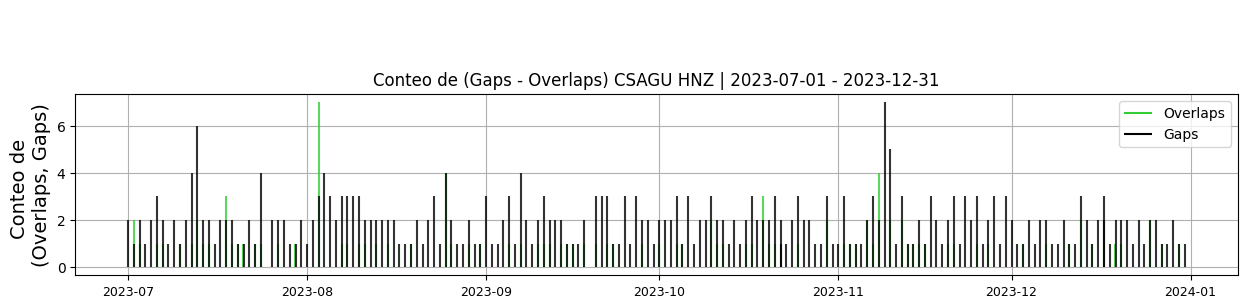 Conteo de (Gaps - Overlaps) CSAGU HNZ | 2023-07-01 - 2023-12-31
Conteo de
(Overlaps, Gaps)
6
4
2
0
Overlaps
Gaps
2023-07 2023-08 2023-09 2023-10 2023-11 2023-12 2024-01